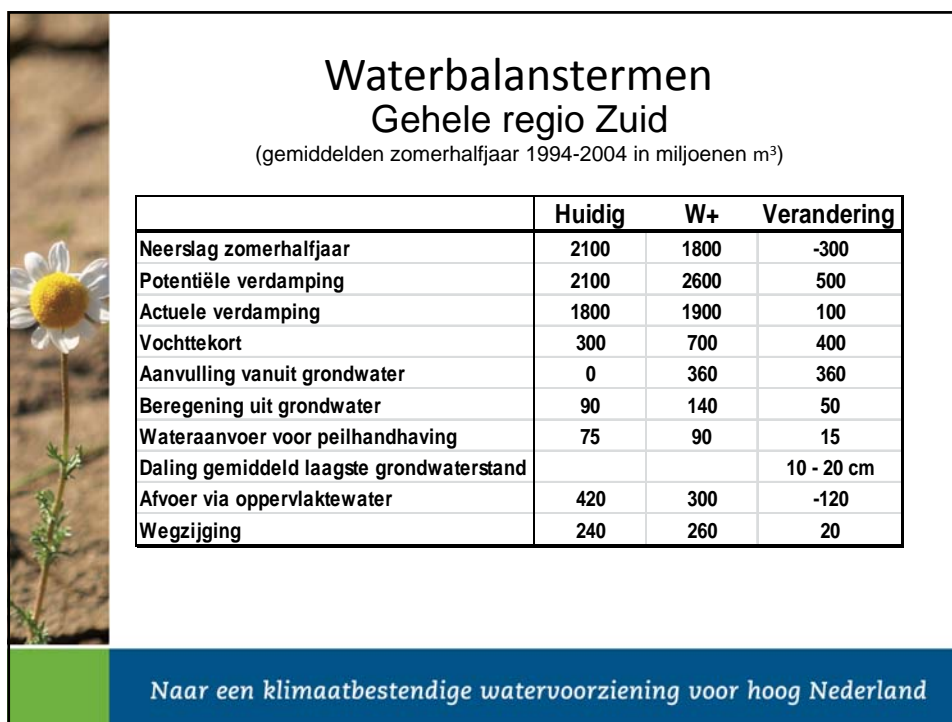 Waterbalanstermen
Gehele regio Zuid
(gemiddelden zomerhalfjaar 1994-2004 in miljoenen m³)
Huidig W+ Verandering
Neerslag zomerhalfjaar 2100 1800 -300
Potentiële verdamping 2100 2600 500
Actuele verdamping 1800 1900 100
Vochttekort 300 700 400
Aanvulling vanuit grondwater 0 360 360
Beregening uit grondwater 90 140 50
Wateraanvoer voor peilhandhaving 75 90 15
Daling gemiddeld laagste grondwaterstand 10 - 20 cm
Afvoer via oppervlaktewater 420 300 -120
Wegzijging 240 260 20
Naar een klimaatbestendige watervoorziening voor hoog Nederland